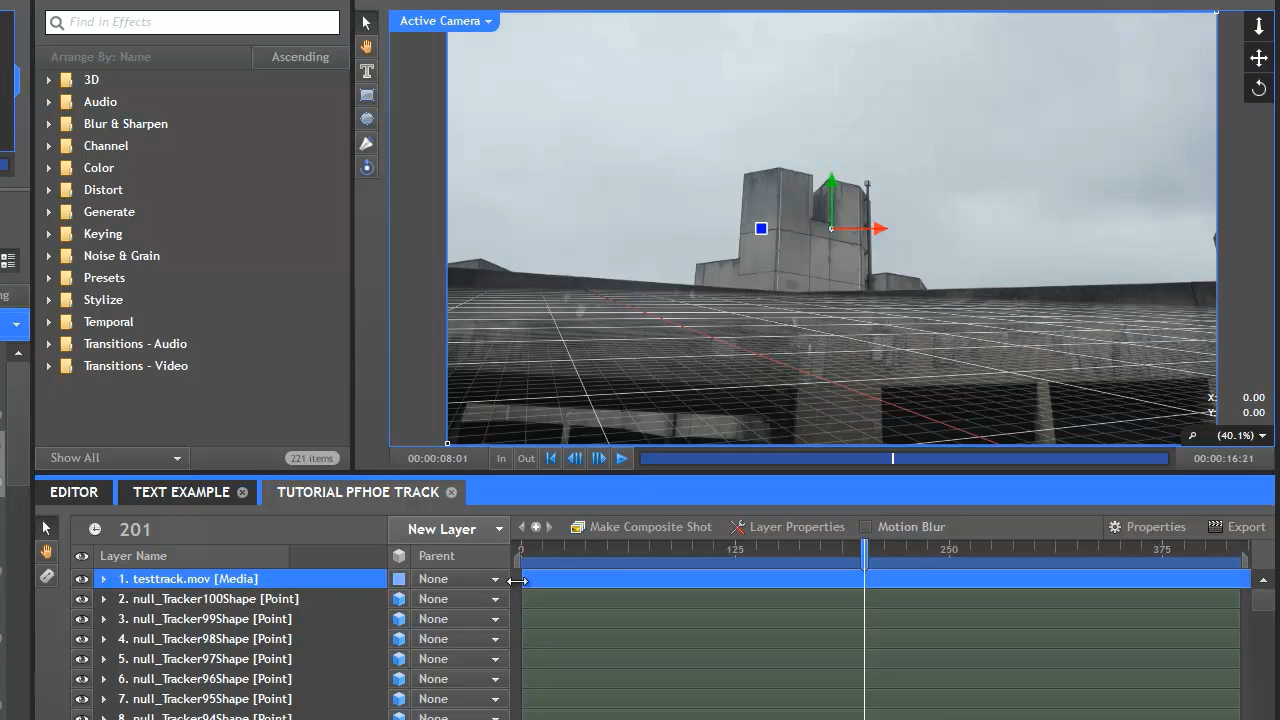 Find in Effects
Active Camera
Arrange By: Name
Ascending
3D
Audio
Blur & Sharpen
Channel
Color
Distort
Generate
Keying
Noise & Grain
Presets
Stylize
Temporal
Transitions - Audio
Transitions - Video
X: 0.00
Y: 0.00
(40.1%)
Show All
221 items
00:00:08:01
In
Out
00:00:16:21
EDITOR
TEXT EXAMPLE
TUTORIAL PFHOE TRACK
201
New Layer
Make Composite Shot
Layer Properties
Motion Blur
Properties
Export
Layer Name
Parent
0
125
250
375
1. testtrack.mov [Media]
None
2. null_Tracker100Shape [Point]
None
3. null_Tracker99Shape [Point]
None
4. null_Tracker98Shape [Point]
None
5. null_Tracker97Shape [Point]
None
6. null_Tracker96Shape [Point]
None
7. null_Tracker95Shape [Point]
None
8. null_Tracker94Shape [Point]
None